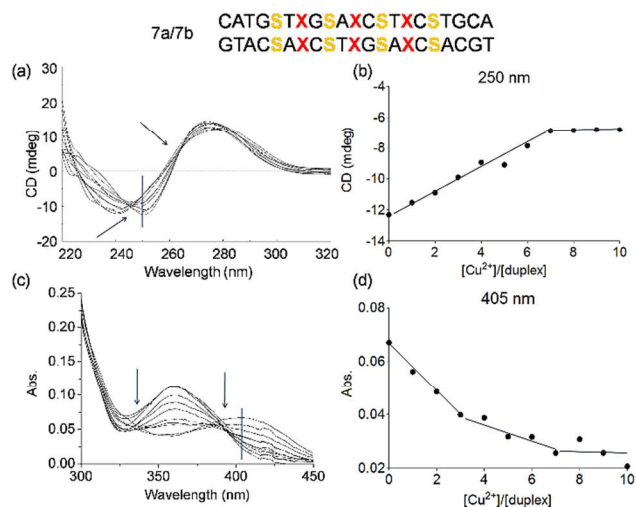 7a/7b
CATGSTXGSAXCSTXCSTGCA
GTACSAXCSTXGSAXCSACGT
(a)
CD (mdeg)
30
20
10
0
-10
-20
220 240 250 260 280 300 320
Wavelength (nm)
(b)
250 nm
CD (mdeg)
-4
-6
-8
-10
-12
-14
0 2 4 6 8 10
[Cu²⁺]/[duplex]
(c)
Abs.
0.25
0.20
0.15
0.10
0.05
0.00
300 350 400 450
Wavelength (nm)
(d)
405 nm
Abs.
0.08
0.06
0.04
0.02
0 2 4 6 8 10
[Cu²⁺]/[duplex]